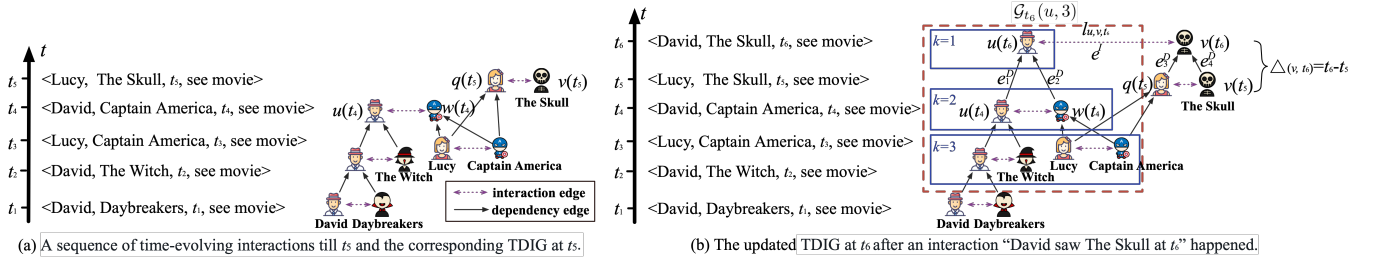 t
t₅ <Lucy, The Skull, t₅, see movie>
t₄ <David, Captain America, t₄, see movie>
t₃ <Lucy, Captain America, t₃, see movie>
t₂ <David, The Witch, t₂, see movie>
t₁ <David, Daybreakers, t₁, see movie>
q(t₅)
v(t₅)
The Skull
u(t₄)
w(t₄)
Lucy
Captain America
The Witch
David Daybreakers
interaction edge
dependency edge
(a) A sequence of time-evolving interactions till t₅ and the corresponding TDIG at t₅.
t
t₆ <David, The Skull, t₆, see movie>
t₅ <Lucy, The Skull, t₅, see movie>
t₄ <David, Captain America, t₄, see movie>
t₃ <Lucy, Captain America, t₃, see movie>
t₂ <David, The Witch, t₂, see movie>
t₁ <David, Daybreakers, t₁, see movie>
𝒢ₜ₆(u, 3)
k=1
u(t₆)
l u,v,t₆
eᴵ
v(t₆)
e₁ᴰ
e₂ᴰ
e₃ᴰ
e₄ᴰ
△(v, t₆)=t₆-t₅
q(t₅)
v(t₅)
The Skull
k=2
u(t₄)
w(t₄)
k=3
The Witch
Lucy
Captain America
David Daybreakers
(b) The updated TDIG at t₆ after an interaction “David saw The Skull at t₆” happened.